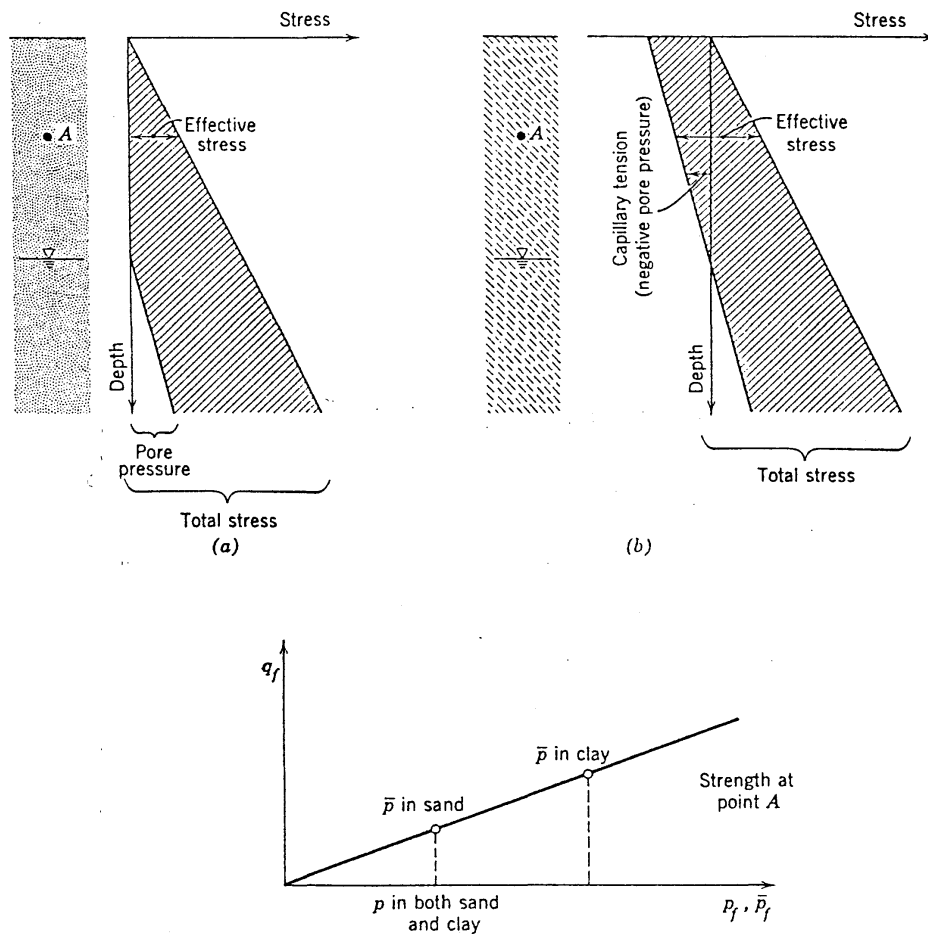 Stress
A
Effective
stress
Depth
Pore
pressure
Total stress
(a)
Stress
A
Effective
stress
Capillary tension
(negative pore pressure)
Depth
Total stress
(b)
q_f
p̄ in clay
p̄ in sand
Strength at
point A
p in both sand
and clay
p_f , p̄_f